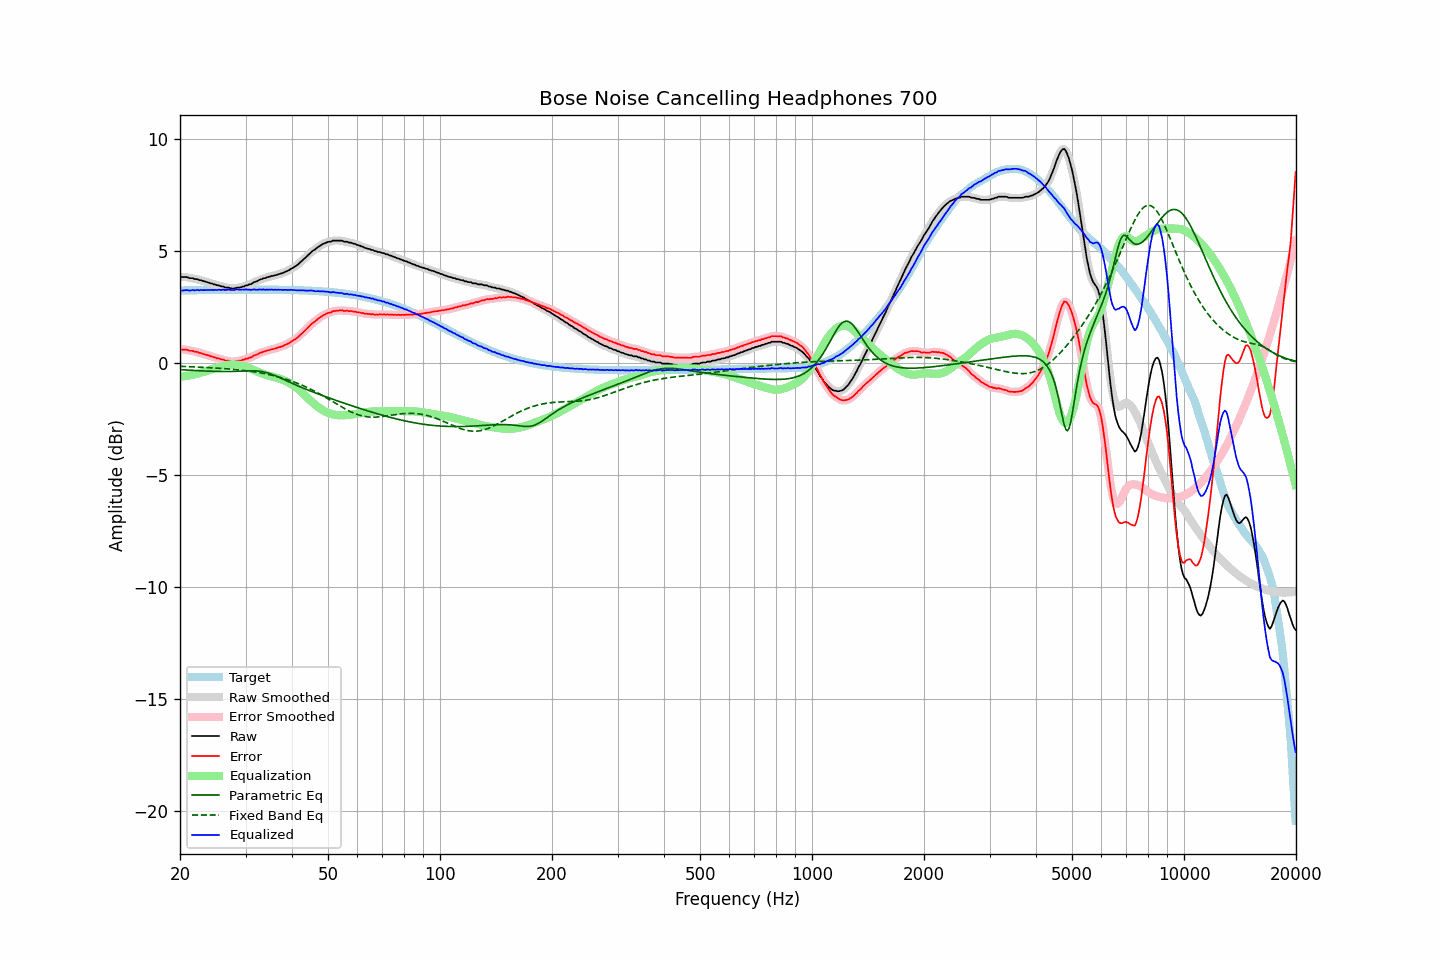 Bose Noise Cancelling Headphones 700
10
5
0
−5
−10
−15
−20
Amplitude (dBr)
Target
Raw Smoothed
Error Smoothed
Raw
Error
Equalization
Parametric Eq
Fixed Band Eq
Equalized
20 50 100 200 500 1000 2000 5000 10000 20000
Frequency (Hz)